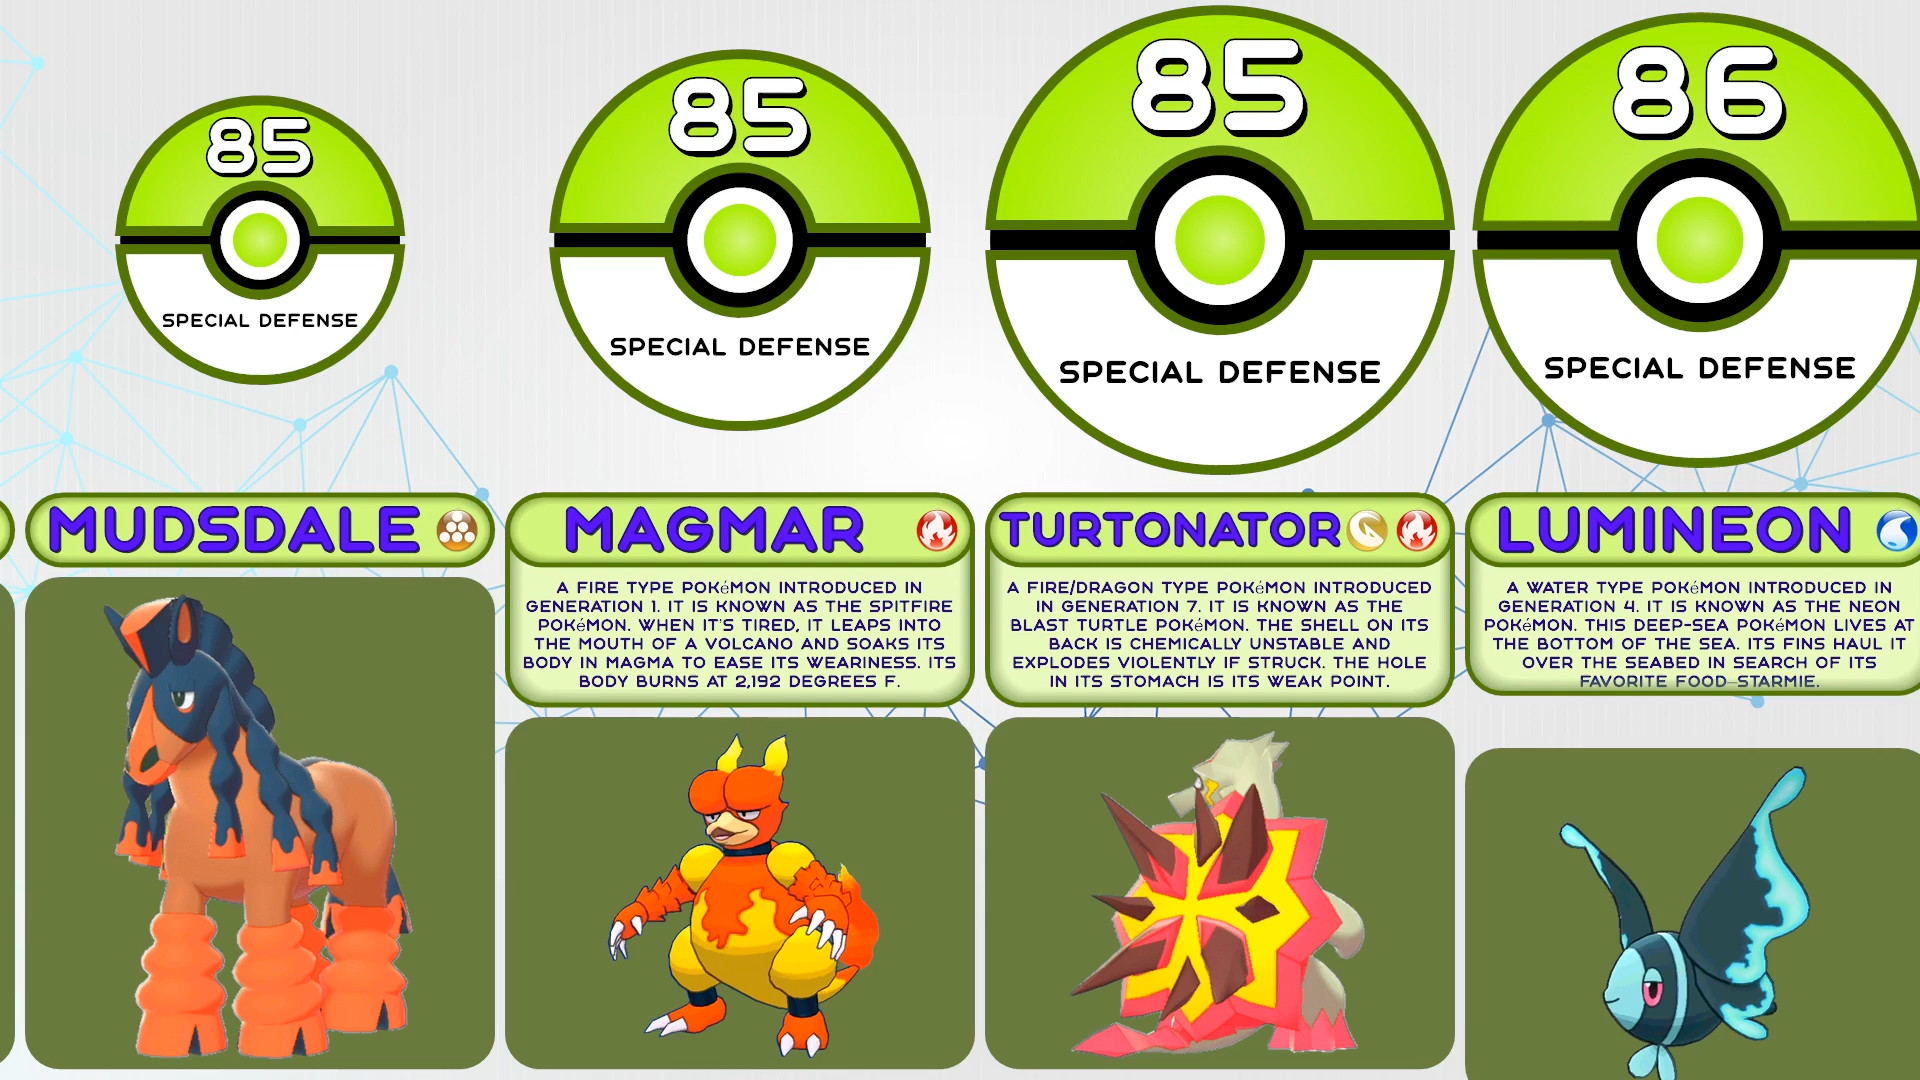 85
SPECIAL DEFENSE
MUDSDALE
85
SPECIAL DEFENSE
MAGMAR
A FIRE TYPE POKéMON INTRODUCED IN
GENERATION 1. IT IS KNOWN AS THE SPITFIRE
POKéMON. WHEN IT'S TIRED, IT LEAPS INTO
THE MOUTH OF A VOLCANO AND SOAKS ITS
BODY IN MAGMA TO EASE ITS WEARINESS. ITS
BODY BURNS AT 2,192 DEGREES F.
85
SPECIAL DEFENSE
TURTONATOR
A FIRE/DRAGON TYPE POKéMON INTRODUCED
IN GENERATION 7. IT IS KNOWN AS THE
BLAST TURTLE POKéMON. THE SHELL ON ITS
BACK IS CHEMICALLY UNSTABLE AND
EXPLODES VIOLENTLY IF STRUCK. THE HOLE
IN ITS STOMACH IS ITS WEAK POINT.
86
SPECIAL DEFENSE
LUMINEON
A WATER TYPE POKéMON INTRODUCED IN
GENERATION 4. IT IS KNOWN AS THE NEON
POKéMON. THIS DEEP-SEA POKéMON LIVES AT
THE BOTTOM OF THE SEA. ITS FINS HAUL IT
OVER THE SEABED IN SEARCH OF ITS
FAVORITE FOOD—STARMIE.